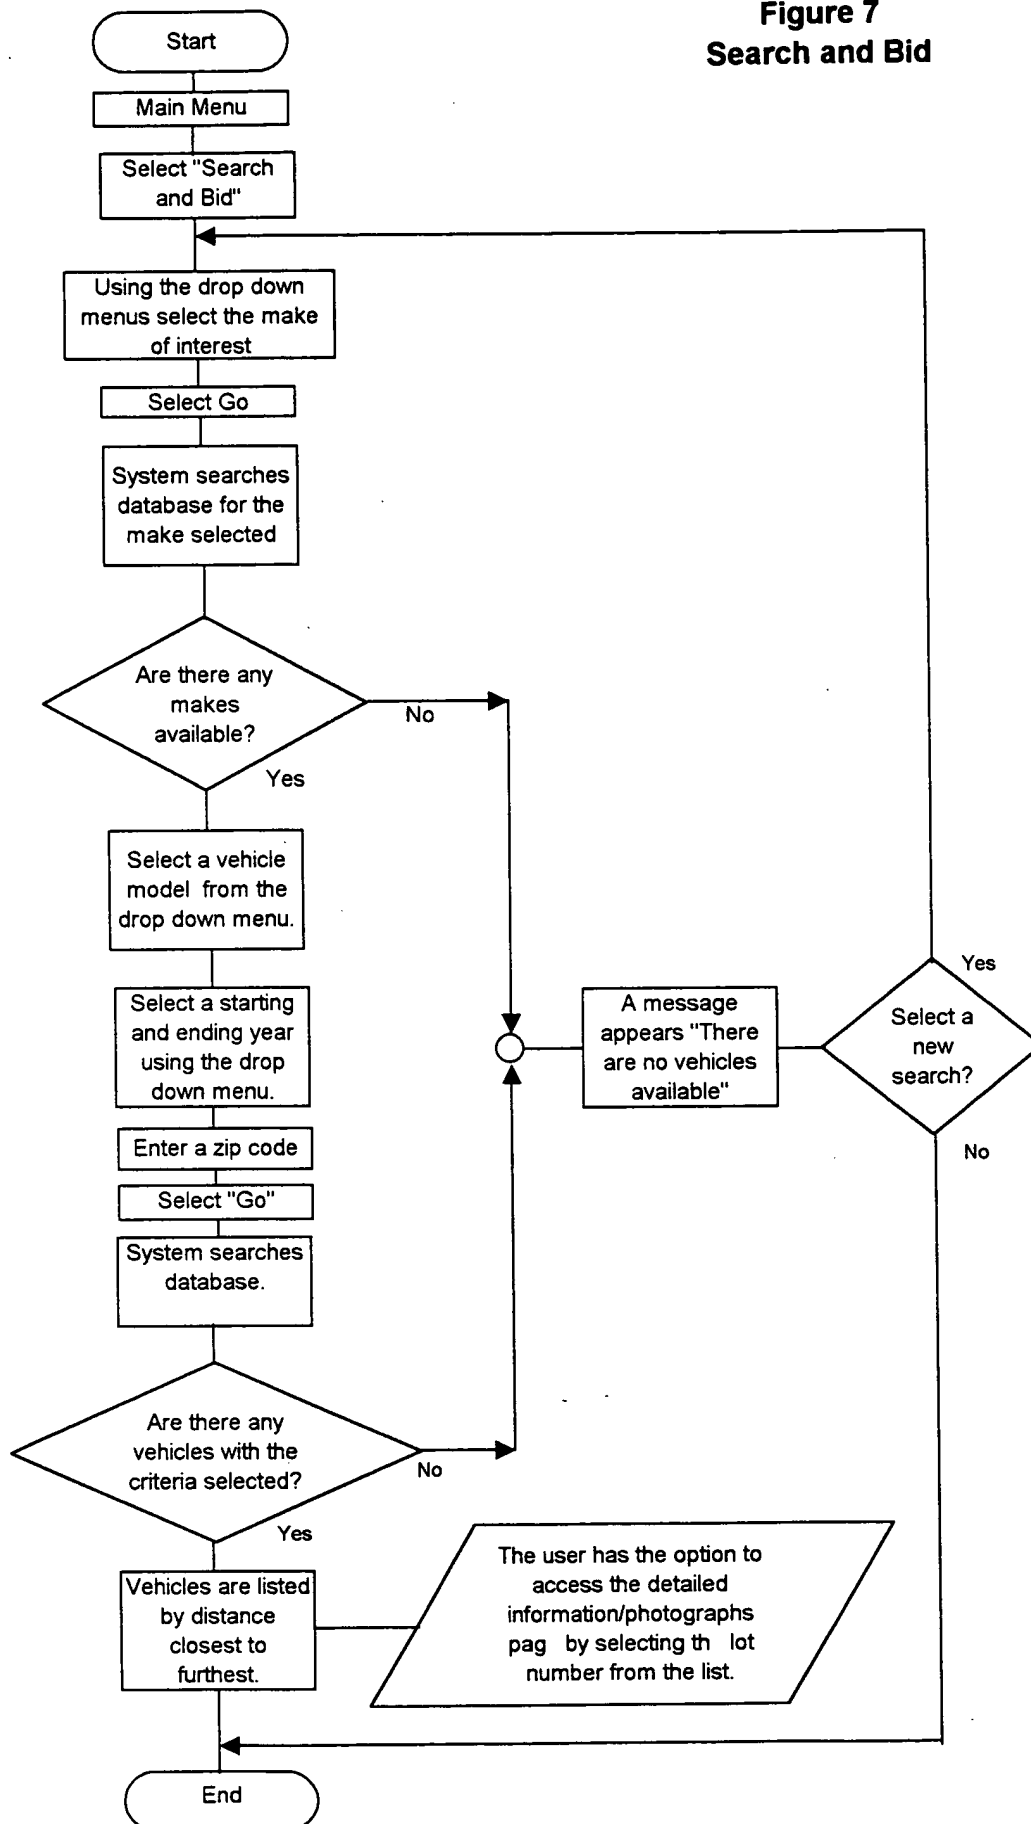 Figure 7
Search and Bid
Start
Main Menu
Select "Search
and Bid"
Using the drop down
menus select the make
of interest
Select Go
System searches
database for the
make selected
Are there any
makes
available?
No
Yes
Select a vehicle
model from the
drop down menu.
Select a starting
and ending year
using the drop
down menu.
Enter a zip code
Select "Go"
System searches
database.
Are there any
vehicles with the
criteria selected?
No
Yes
Vehicles are listed
by distance
closest to
furthest.
The user has the option to
access the detailed
information/photographs
pag by selecting th lot
number from the list.
A message
appears "There
are no vehicles
available"
Select a
new
search?
Yes
No
End